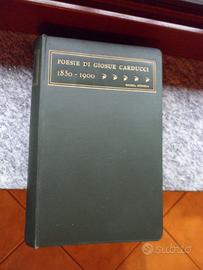 POESIE DI GIOSUE CARDUCCI
1850-1900
subito